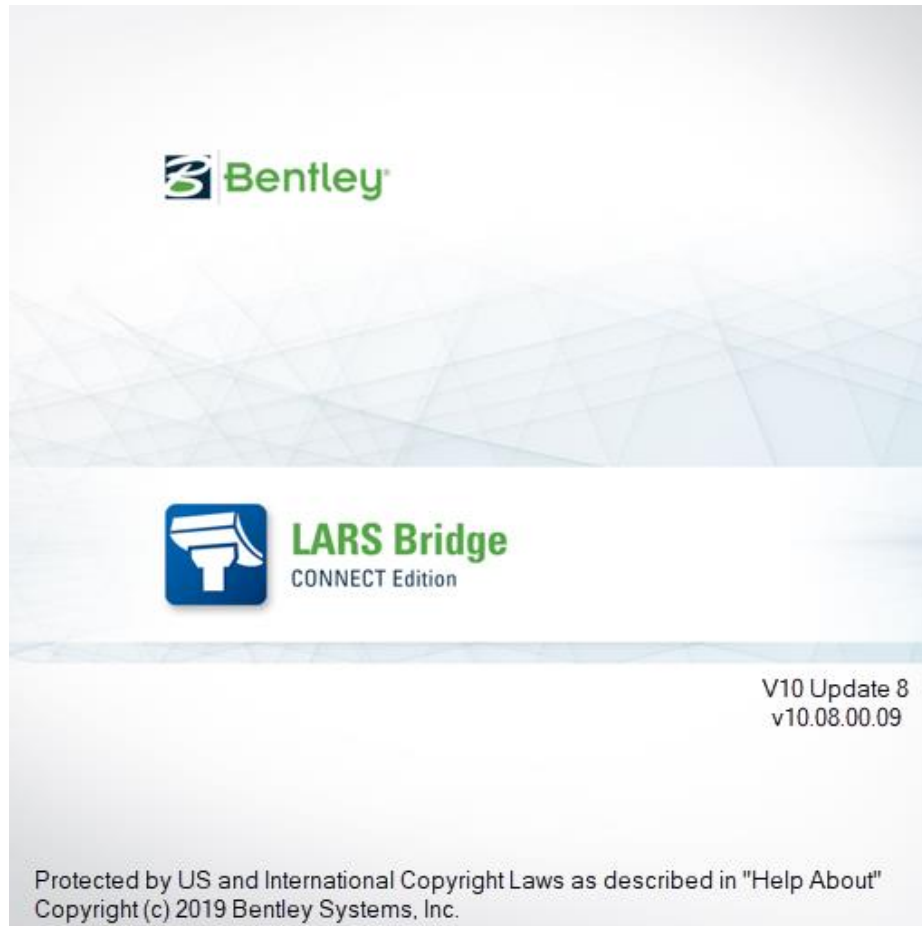 Bentley
LARS Bridge
CONNECT Edition
V10 Update 8
v10.08.00.09
Protected by US and International Copyright Laws as described in "Help About"
Copyright (c) 2019 Bentley Systems, Inc.